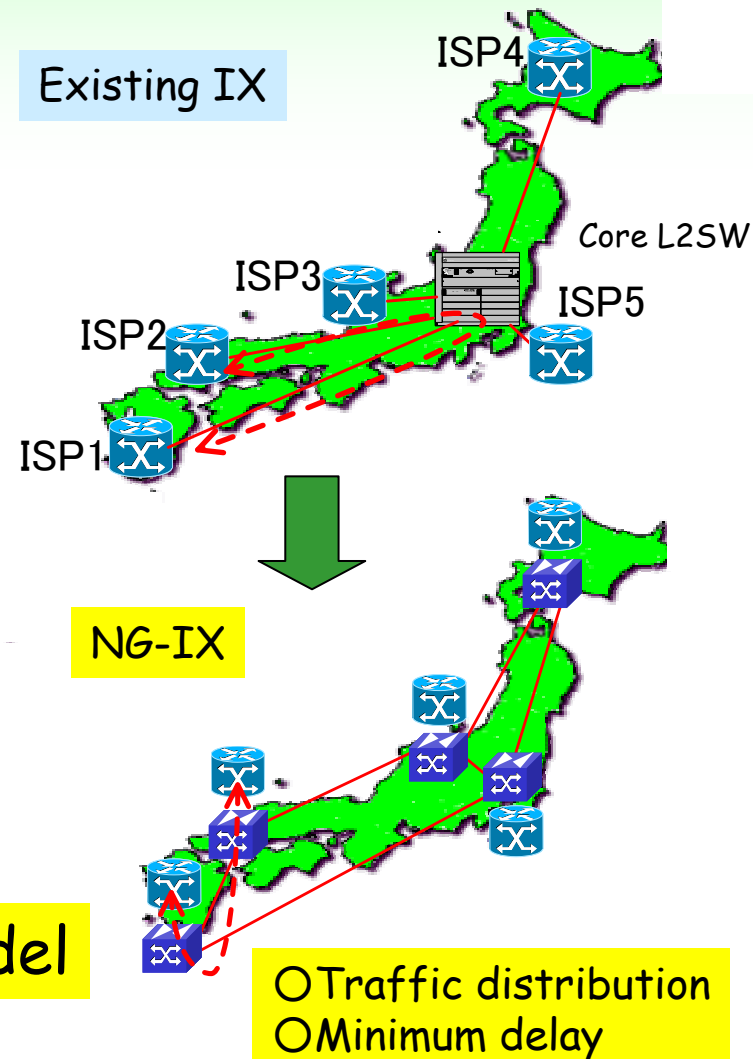 Existing IX
ISP4
Core L2SW
ISP3
ISP5
ISP2
ISP1
NG-IX
del
○Traffic distribution
○Minimum delay